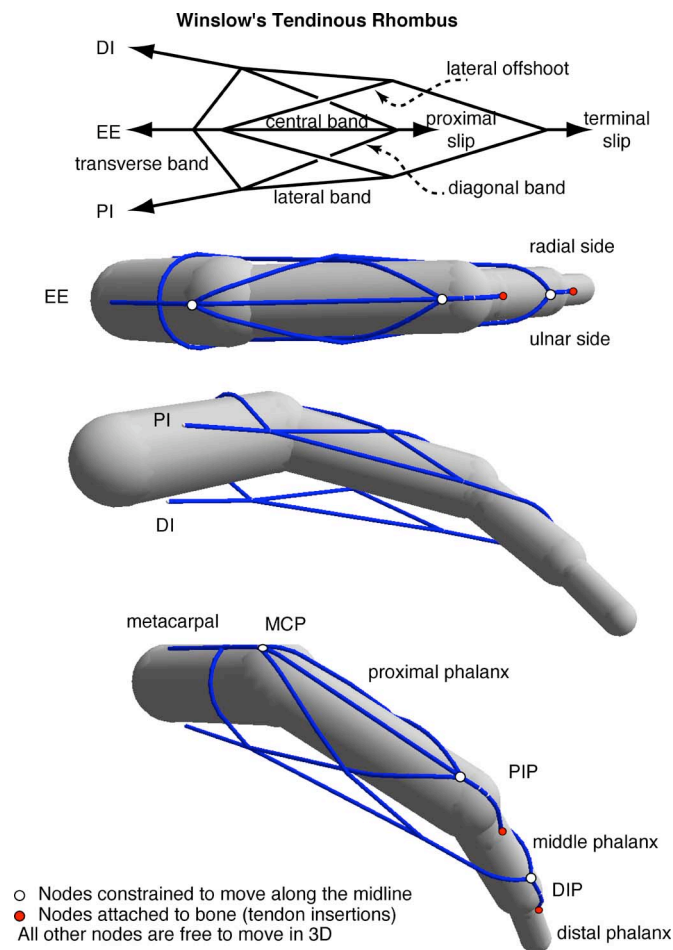 Winslow's Tendinous Rhombus
DI
lateral offshoot
EE
central band
proximal
slip
terminal
slip
transverse band
lateral band
diagonal band
PI
radial side
EE
ulnar side
PI
DI
metacarpal
MCP
proximal phalanx
PIP
middle phalanx
DIP
Nodes constrained to move along the midline
Nodes attached to bone (tendon insertions)
All other nodes are free to move in 3D
distal phalanx